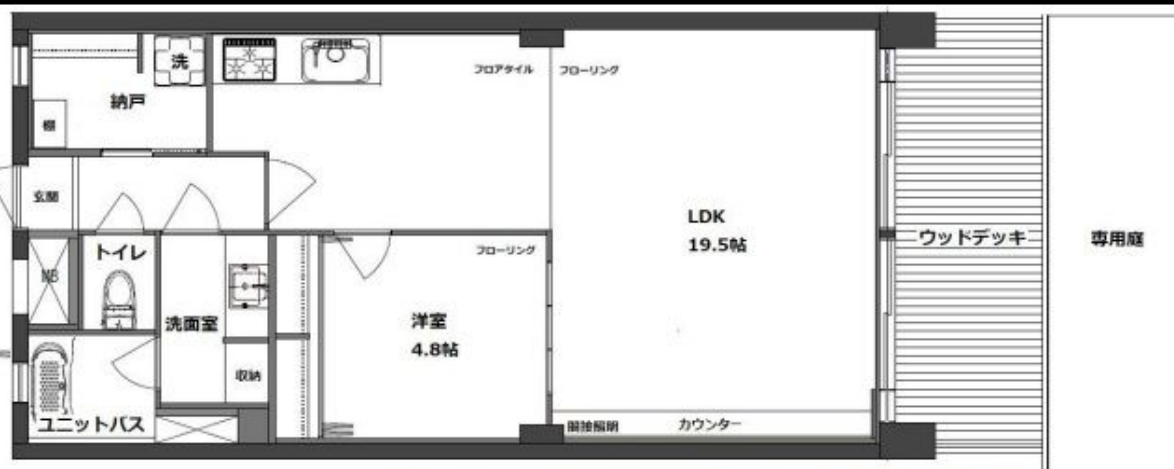 洗
納戸
棚
フロアタイル
フローリング
玄関
LDK
19.5帖
ウッドデッキ
専用庭
MB
トイレ
フローリング
洗面室
洋室
4.8帖
収納
ユニットバス
間接照明
カウンター